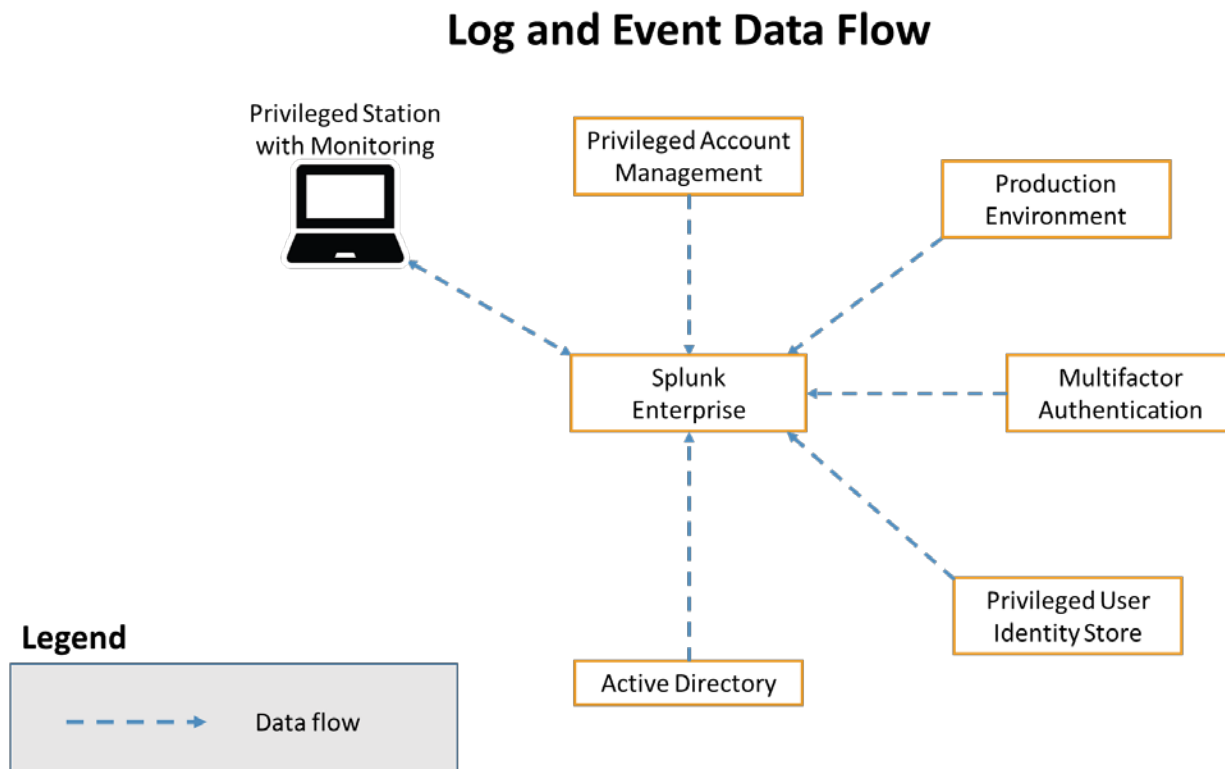 Log and Event Data Flow
Privileged Station
with Monitoring
Privileged Account
Management
Production
Environment
Splunk
Enterprise
Multifactor
Authentication
Privileged User
Identity Store
Active Directory
Legend
Data flow